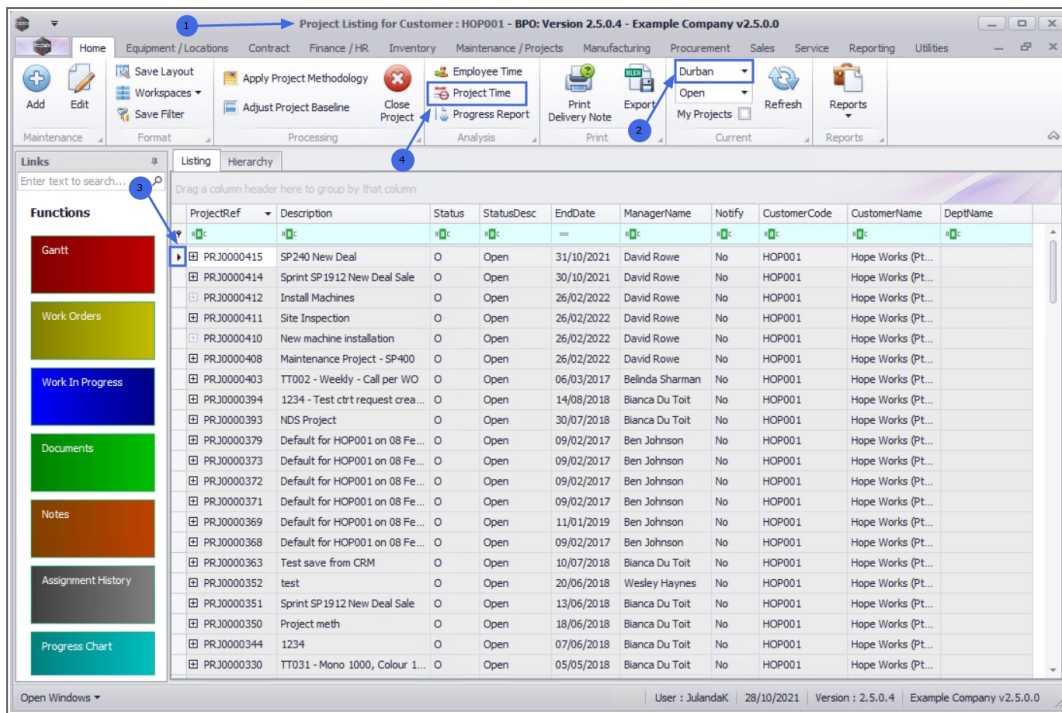 1
Project Listing for Customer : HOP001 - BPO: Version 2.5.0.4 - Example Company v2.5.0.0
Home Equipment / Locations Contract Finance / HR Inventory Maintenance / Projects Manufacturing Procurement Sales Service Reporting Utilities
Add
Edit
Maintenance
Save Layout
Workspaces
Save Filter
Format
Apply Project Methodology
Adjust Project Baseline
Close Project
Processing
Employee Time
Project Time
Progress Report
Analysis
4
Print Delivery Note
Export
Print
2
Durban
Open
My Projects
Refresh
Current
Reports
Reports
Links
Enter text to search...
3
Functions
Gantt
Work Orders
Work In Progress
Documents
Notes
Assignment History
Progress Chart
Listing Hierarchy
Drag a column header here to group by that column
ProjectRef Description Status StatusDesc EndDate ManagerName Notify CustomerCode CustomerName DeptName
PRJ0000415 SP240 New Deal O Open 31/10/2021 David Rowe No HOP001 Hope Works (Pt...
PRJ0000414 Sprint SP1912 New Deal Sale O Open 30/10/2021 David Rowe No HOP001 Hope Works (Pt...
PRJ0000412 Install Machines O Open 26/02/2022 David Rowe No HOP001 Hope Works (Pt...
PRJ0000411 Site Inspection O Open 26/02/2022 David Rowe No HOP001 Hope Works (Pt...
PRJ0000410 New machine installation O Open 26/02/2022 David Rowe No HOP001 Hope Works (Pt...
PRJ0000408 Maintenance Project - SP400 O Open 26/02/2022 David Rowe No HOP001 Hope Works (Pt...
PRJ0000403 TT002 - Weekly - Call per WO O Open 06/03/2017 Belinda Sharman No HOP001 Hope Works (Pt...
PRJ0000394 1234 - Test ctrt request crea... O Open 14/08/2018 Bianca Du Toit No HOP001 Hope Works (Pt...
PRJ0000393 NDS Project O Open 30/07/2018 Bianca Du Toit No HOP001 Hope Works (Pt...
PRJ0000379 Default for HOP001 on 08 Fe... O Open 09/02/2017 Ben Johnson No HOP001 Hope Works (Pt...
PRJ0000373 Default for HOP001 on 08 Fe... O Open 09/02/2017 Ben Johnson No HOP001 Hope Works (Pt...
PRJ0000372 Default for HOP001 on 08 Fe... O Open 09/02/2017 Ben Johnson No HOP001 Hope Works (Pt...
PRJ0000371 Default for HOP001 on 08 Fe... O Open 09/02/2017 Ben Johnson No HOP001 Hope Works (Pt...
PRJ0000369 Default for HOP001 on 08 Fe... O Open 11/01/2019 Ben Johnson No HOP001 Hope Works (Pt...
PRJ0000368 Default for HOP001 on 08 Fe... O Open 09/02/2017 Ben Johnson No HOP001 Hope Works (Pt...
PRJ0000363 Test save from CRM O Open 10/07/2018 Bianca Du Toit No HOP001 Hope Works (Pt...
PRJ0000352 test O Open 20/06/2018 Wesley Haynes No HOP001 Hope Works (Pt...
PRJ0000351 Sprint SP1912 New Deal Sale O Open 13/06/2018 Bianca Du Toit No HOP001 Hope Works (Pt...
PRJ0000350 Project meth O Open 18/06/2018 Bianca Du Toit No HOP001 Hope Works (Pt...
PRJ0000344 1234 O Open 07/06/2018 Bianca Du Toit No HOP001 Hope Works (Pt...
PRJ0000330 TT031 - Mono 1000, Colour 1... O Open 05/05/2018 Bianca Du Toit No HOP001 Hope Works (Pt...
Open Windows User : JulandaK 28/10/2021 Version : 2.5.0.4 Example Company v2.5.0.0